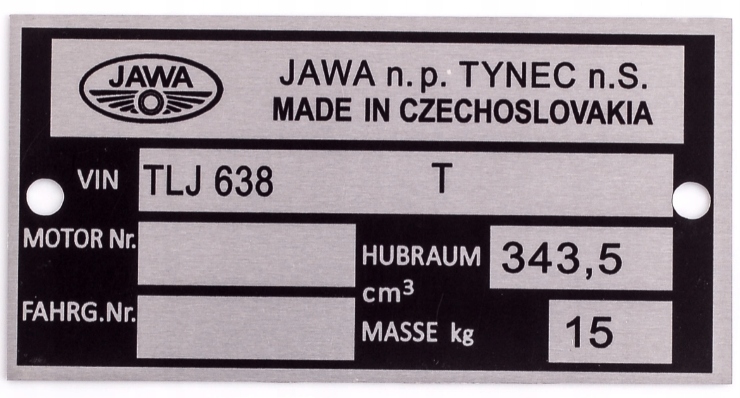 JAWA
JAWA n.p. TYNEC n.S.
MADE IN CZECHOSLOVAKIA
VIN TLJ 638 T
MOTOR Nr.
HUBRAUM 343,5
cm³
FAHRG.Nr.
MASSE kg 15